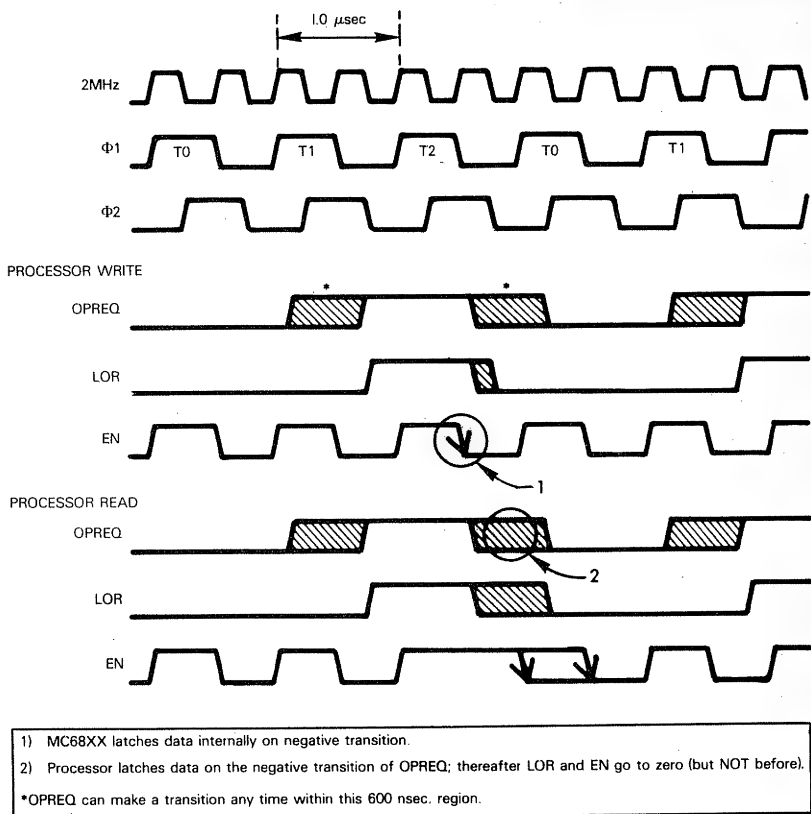 1.0 μsec
2MHz
Φ1 T0 T1 T2 T0 T1
Φ2
PROCESSOR WRITE
* *
OPREQ
LOR
EN
1
PROCESSOR READ
OPREQ
2
LOR
EN
1) MC68XX latches data internally on negative transition.
2) Processor latches data on the negative transition of OPREQ; thereafter LOR and EN go to zero (but NOT before).
*OPREQ can make a transition any time within this 600 nsec. region.